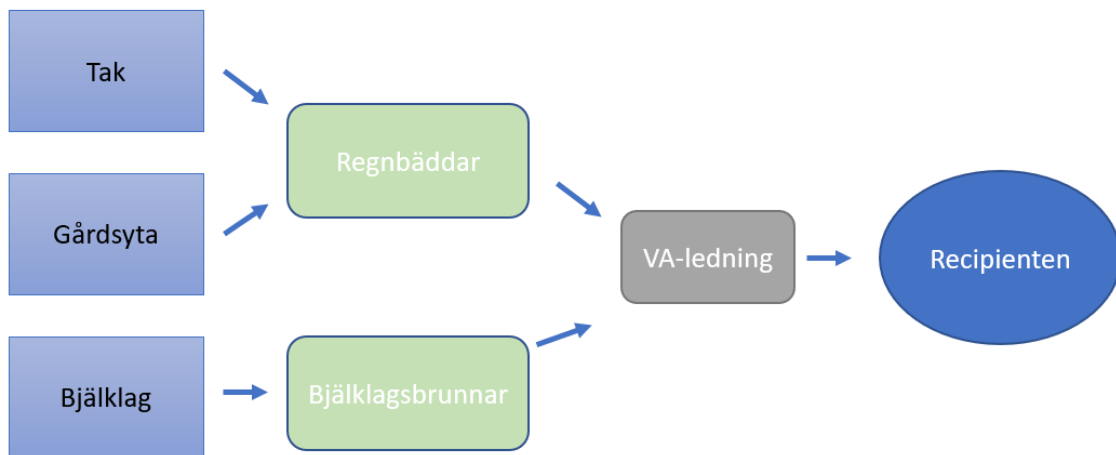 Tak
Regnbäddar
Gårdsyta
VA-ledning
Recipienten
Bjälklag
Bjälklagsbrunnar